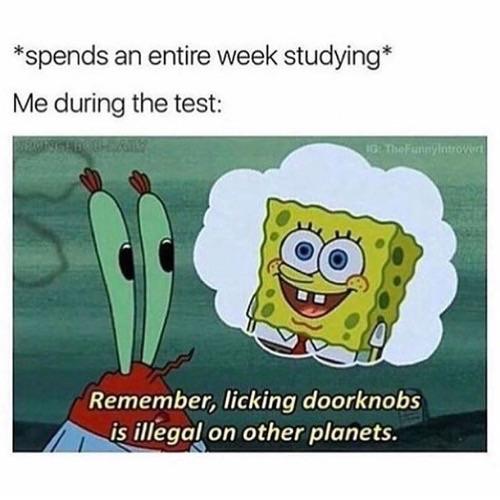 *spends an entire week studying*
Me during the test:
IG: TheFunnyIntrovert
Remember, licking doorknobs
is illegal on other planets.